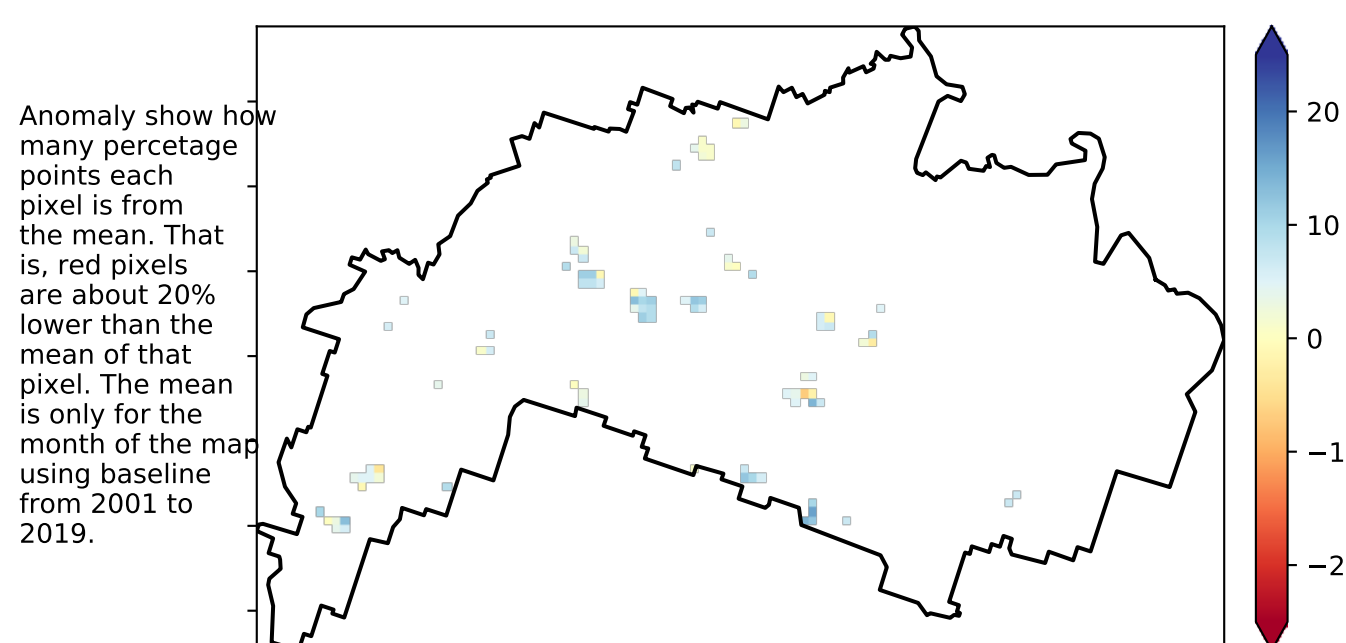 Anomaly show how
many percetage
points each
pixel is from
the mean. That
is, red pixels
are about 20%
lower than the
mean of that
pixel. The mean
is only for the
month of the map
using baseline
from 2001 to
2019.
20
10
0
−1
−2